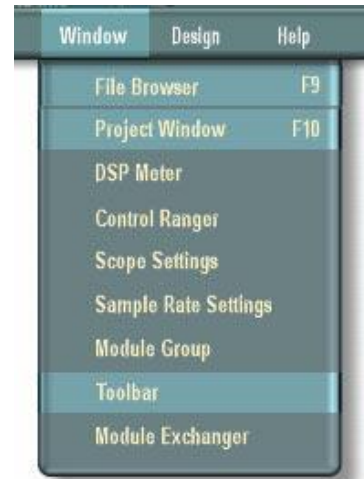 Window Design Help
File Browser F9
Project Window F10
DSP Meter
Control Ranger
Scope Settings
Sample Rate Settings
Module Group
Toolbar
Module Exchanger